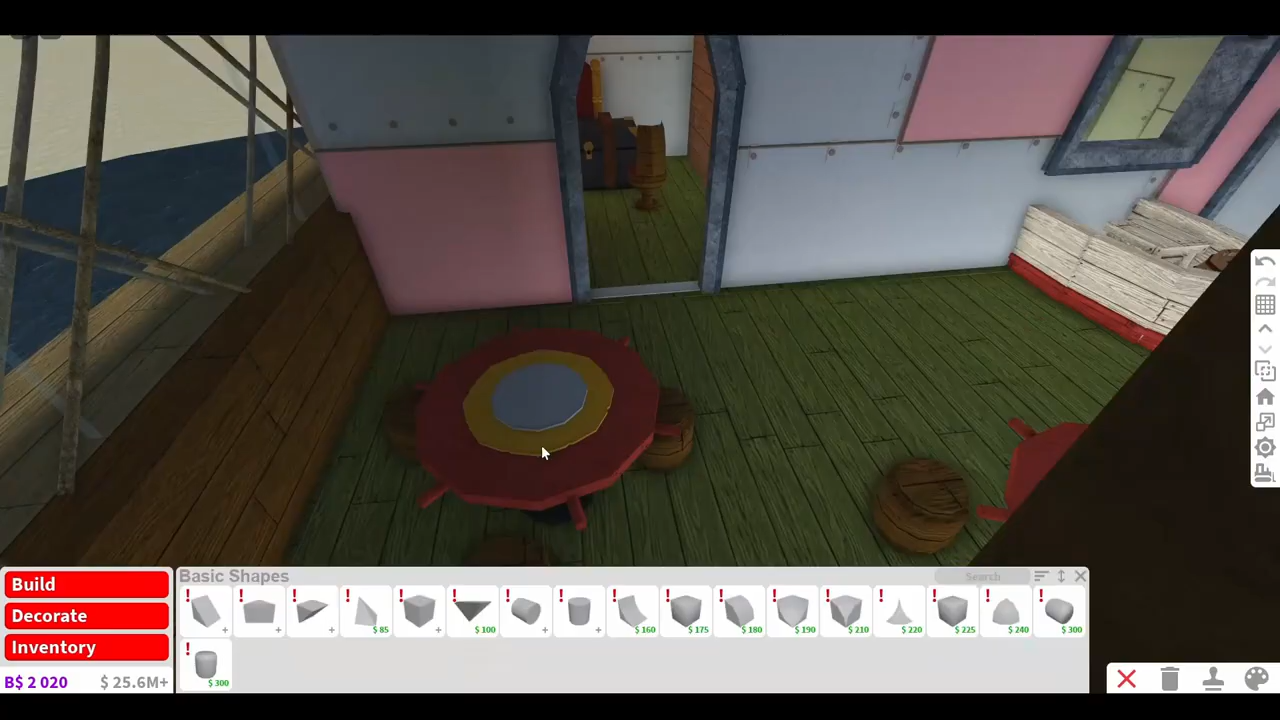 Basic Shapes
Search
Build
Decorate
Inventory
B$ 2 020 $ 25.6M+
! + ! + ! + ! $ 85 ! + ! $ 100 ! + ! + ! $ 160 ! $ 175 ! $ 180 ! $ 190 ! $ 210 ! $ 220 ! $ 225 ! $ 240 ! $ 300
! $ 300